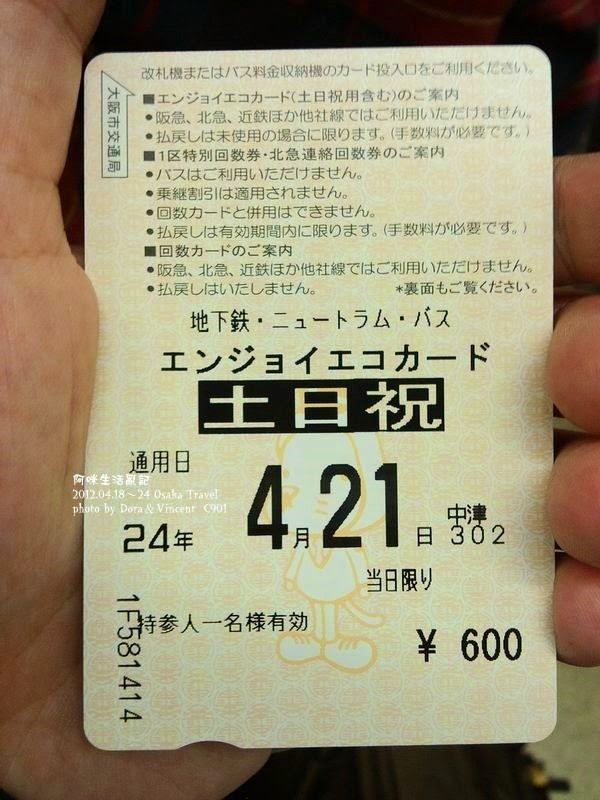 改札機またはバス料金収納機のカード投入口をご利用ください。
大阪市交通局
■エンジョイエコカード(土日祝用含む)のご案内
●阪急、北急、近鉄ほか他社線ではご利用いただけません。
●払戻しは未使用の場合に限ります。(手数料が必要です。)
■1区特別回数券・北急連絡回数券のご案内
●バスはご利用いただけません。
●乗継割引は適用されません。
●回数カードと併用はできません。
●払戻しは有効期間内に限ります。(手数料が必要です。)
■回数カードのご案内
●阪急、北急、近鉄ほか他社線ではご利用いただけません。
●払戻しはいたしません。 *裏面もご覧ください。
地下鉄・ニュートラム・バス
エンジョイエコカード
土日祝
通用日
24年 4月21日 中津 302
当日限り
持参人一名様有効
¥ 600
1F581414
阿咪生活亂記
2012.04.18～24 Osaka Travel
photo by Dora & Vincent C901